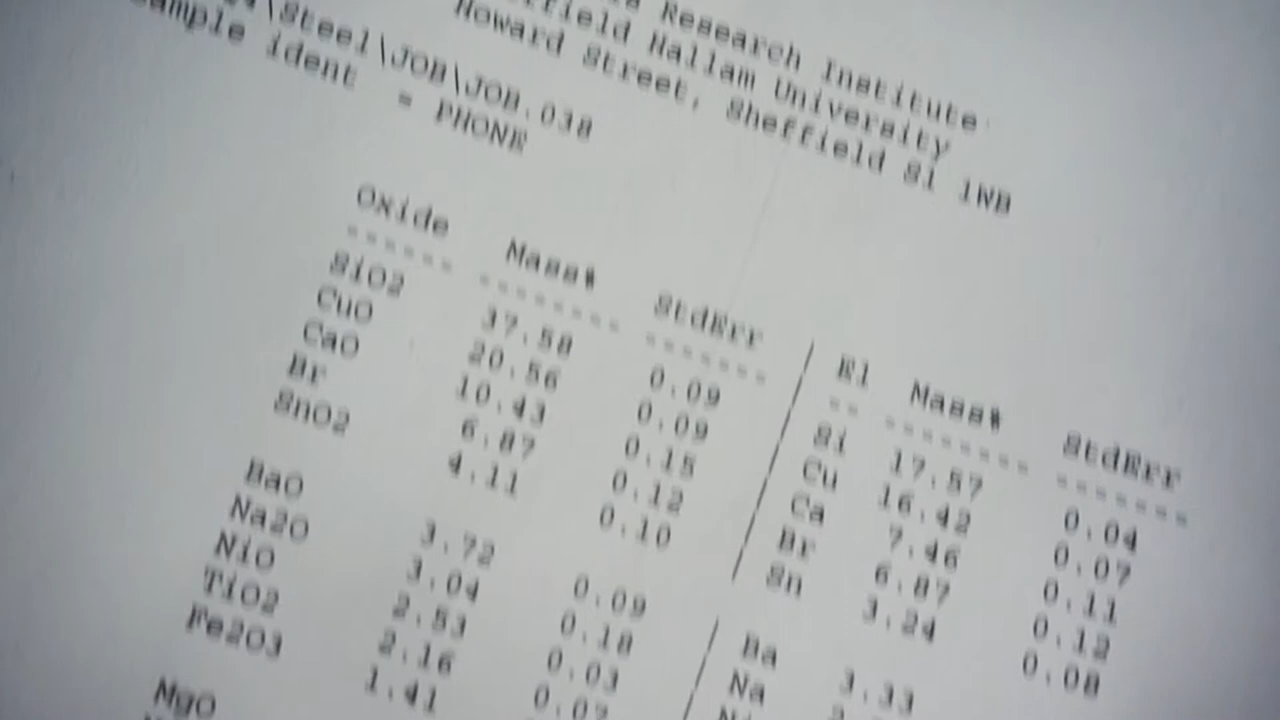 Research Institute
Hallam University
Howard Street, Sheffield S1 1WB
\Steel\JOB\JOB.038
ident = PHONE
Oxide Mass% StdErr | El Mass% StdErr
------ ------- ------ | -- ------- ------
SiO2 37.58 0.09 | Si 17.57 0.04
CuO 20.56 0.09 | Cu 16.42 0.07
CaO 10.43 0.15 | Ca 7.46 0.11
Br 6.87 0.12 | Br 6.87 0.12
SnO2 4.11 0.10 | Sn 3.24 0.08
BaO 3.72 0.09 | Ba 3.33
Na2O 3.04 0.18 | Na
NiO 2.53 0.03
TiO2 2.16
Fe2O3 1.41
MgO